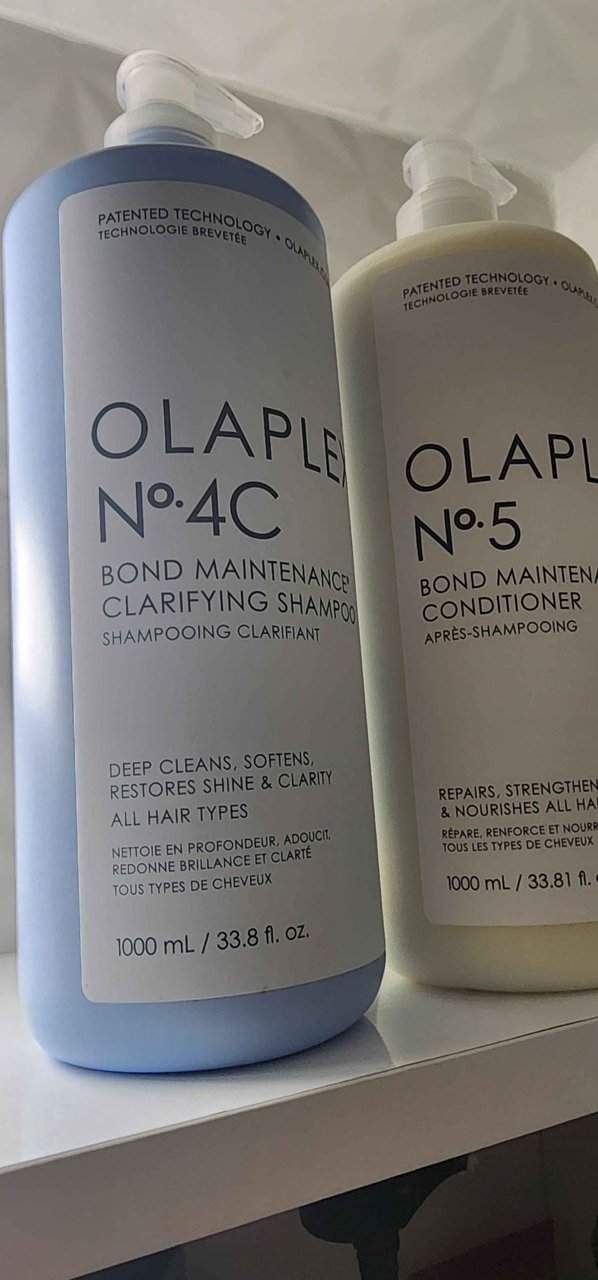 PATENTED TECHNOLOGY • OLAPLEX.C
TECHNOLOGIE BREVETÉE
OLAPLEX
Nº.4C
BOND MAINTENANCE
CLARIFYING SHAMPOO
SHAMPOOING CLARIFIANT
DEEP CLEANS, SOFTENS,
RESTORES SHINE & CLARITY
ALL HAIR TYPES
NETTOIE EN PROFONDEUR, ADOUCIT,
REDONNE BRILLANCE ET CLARTÉ
TOUS TYPES DE CHEVEUX
1000 mL / 33.8 fl. oz.
PATENTED TECHNOLOGY • OLAPLEX.
TECHNOLOGIE BREVETÉE
OLAPL
Nº.5
BOND MAINTENA
CONDITIONER
APRÈS-SHAMPOOING
REPAIRS, STRENGTHEN
& NOURISHES ALL HA
RÉPARE, RENFORCE ET NOURR
TOUS LES TYPES DE CHEVEUX
1000 mL / 33.81 fl.